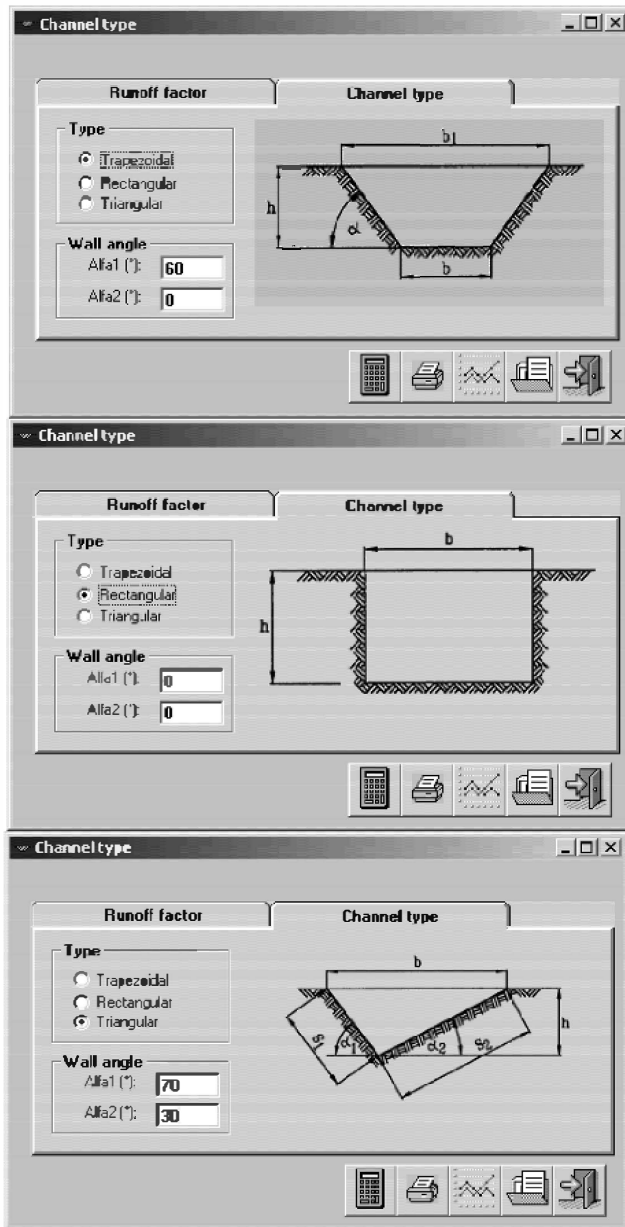 Channel type
Runoff factor
Channel type
Type
Trapezoidal
Rectangular
Triangular
Wall angle
Alfa1 (°): 60
Alfa2 (°): 0
b1
h
α
b
Channel type
Runoff factor
Channel type
Type
Trapezoidal
Rectangular
Triangular
Wall angle
Alfa1 (°): 0
Alfa2 (°): 0
b
h
Channel type
Runoff factor
Channel type
Type
Trapezoidal
Rectangular
Triangular
Wall angle
Alfa1 (°): 70
Alfa2 (°): 30
b
h
S1
α1
α2
S2